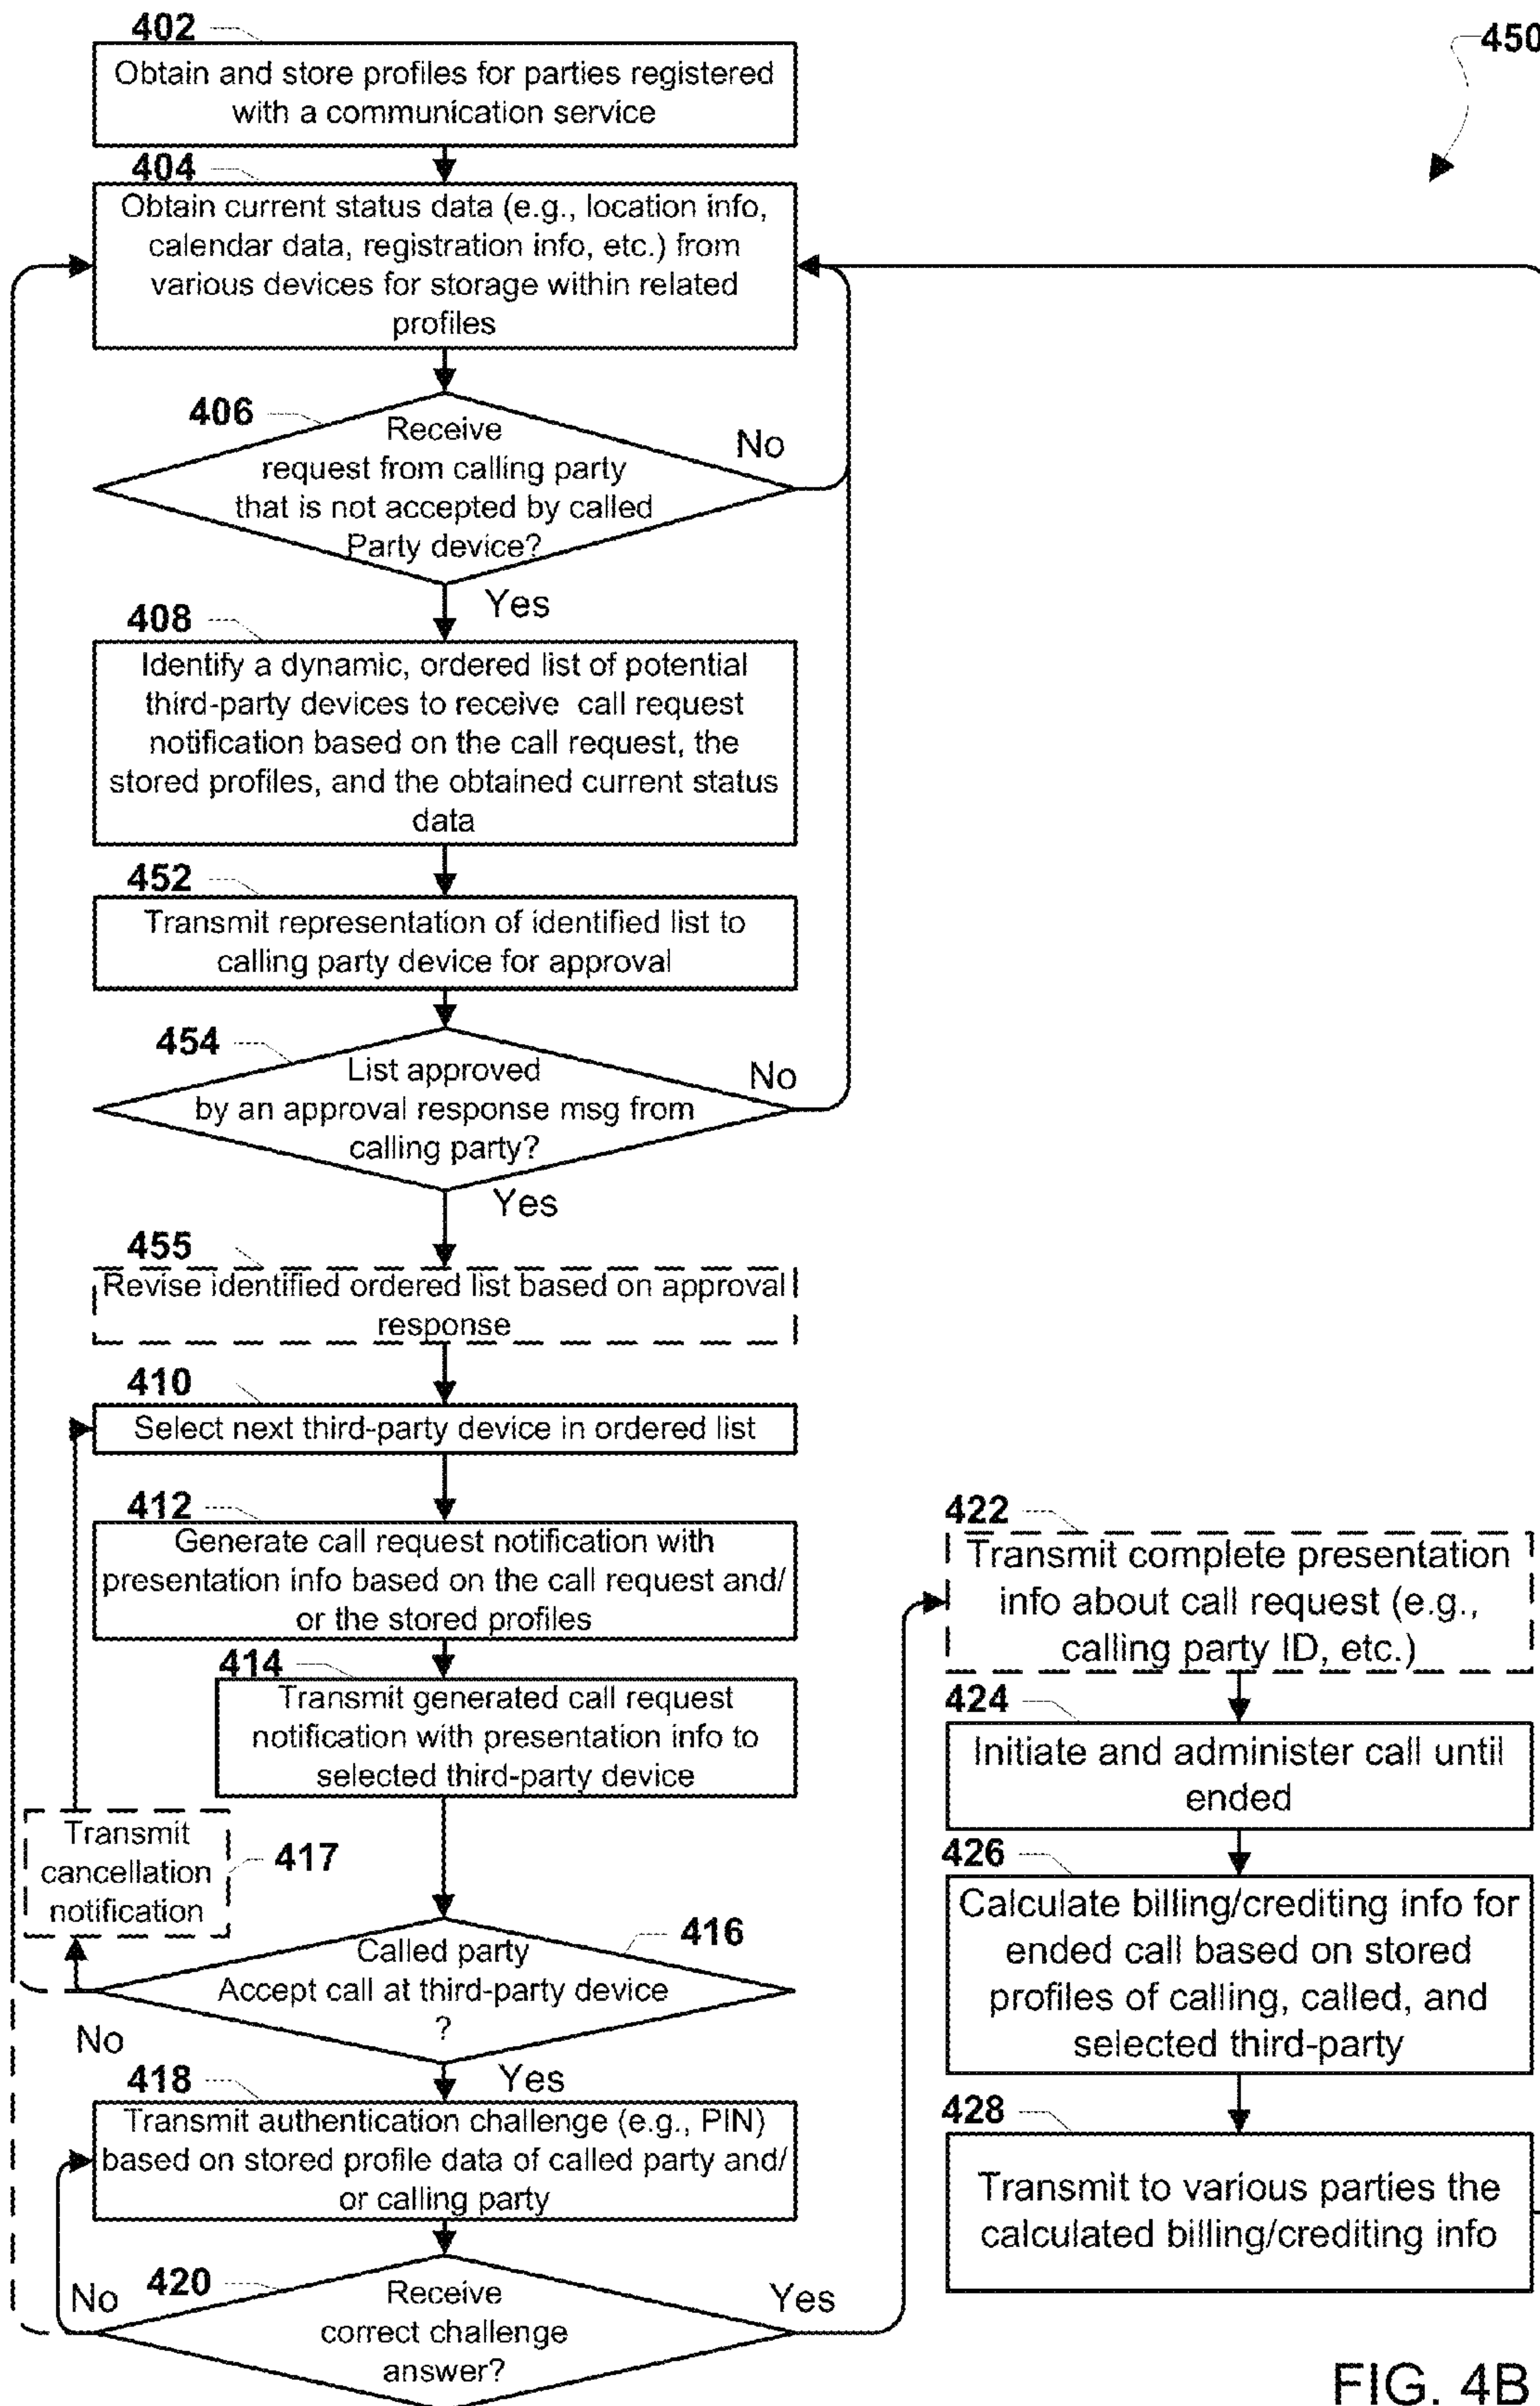 402
450
Obtain and store profiles for parties registered
with a communication service
404
Obtain current status data (e.g., location info,
calendar data, registration info, etc.) from
various devices for storage within related
profiles
406
Receive
request from calling party
that is not accepted by called
Party device?
No
Yes
408
Identify a dynamic, ordered list of potential
third-party devices to receive call request
notification based on the call request, the
stored profiles, and the obtained current status
data
452
Transmit representation of identified list to
calling party device for approval
454
List approved
by an approval response msg from
calling party?
No
Yes
455
Revise identified ordered list based on approval
response
410
Select next third-party device in ordered list
412
Generate call request notification with
presentation info based on the call request and/
or the stored profiles
414
Transmit generated call request
notification with presentation info to
selected third-party device
Transmit
cancellation
notification
417
416
Called party
Accept call at third-party device
?
No
Yes
418
Transmit authentication challenge (e.g., PIN)
based on stored profile data of called party and/
or calling party
420
Receive
correct challenge
answer?
No
Yes
422
Transmit complete presentation
info about call request (e.g.,
calling party ID, etc.)
424
Initiate and administer call until
ended
426
Calculate billing/crediting info for
ended call based on stored
profiles of calling, called, and
selected third-party
428
Transmit to various parties the
calculated billing/crediting info
FIG. 4B